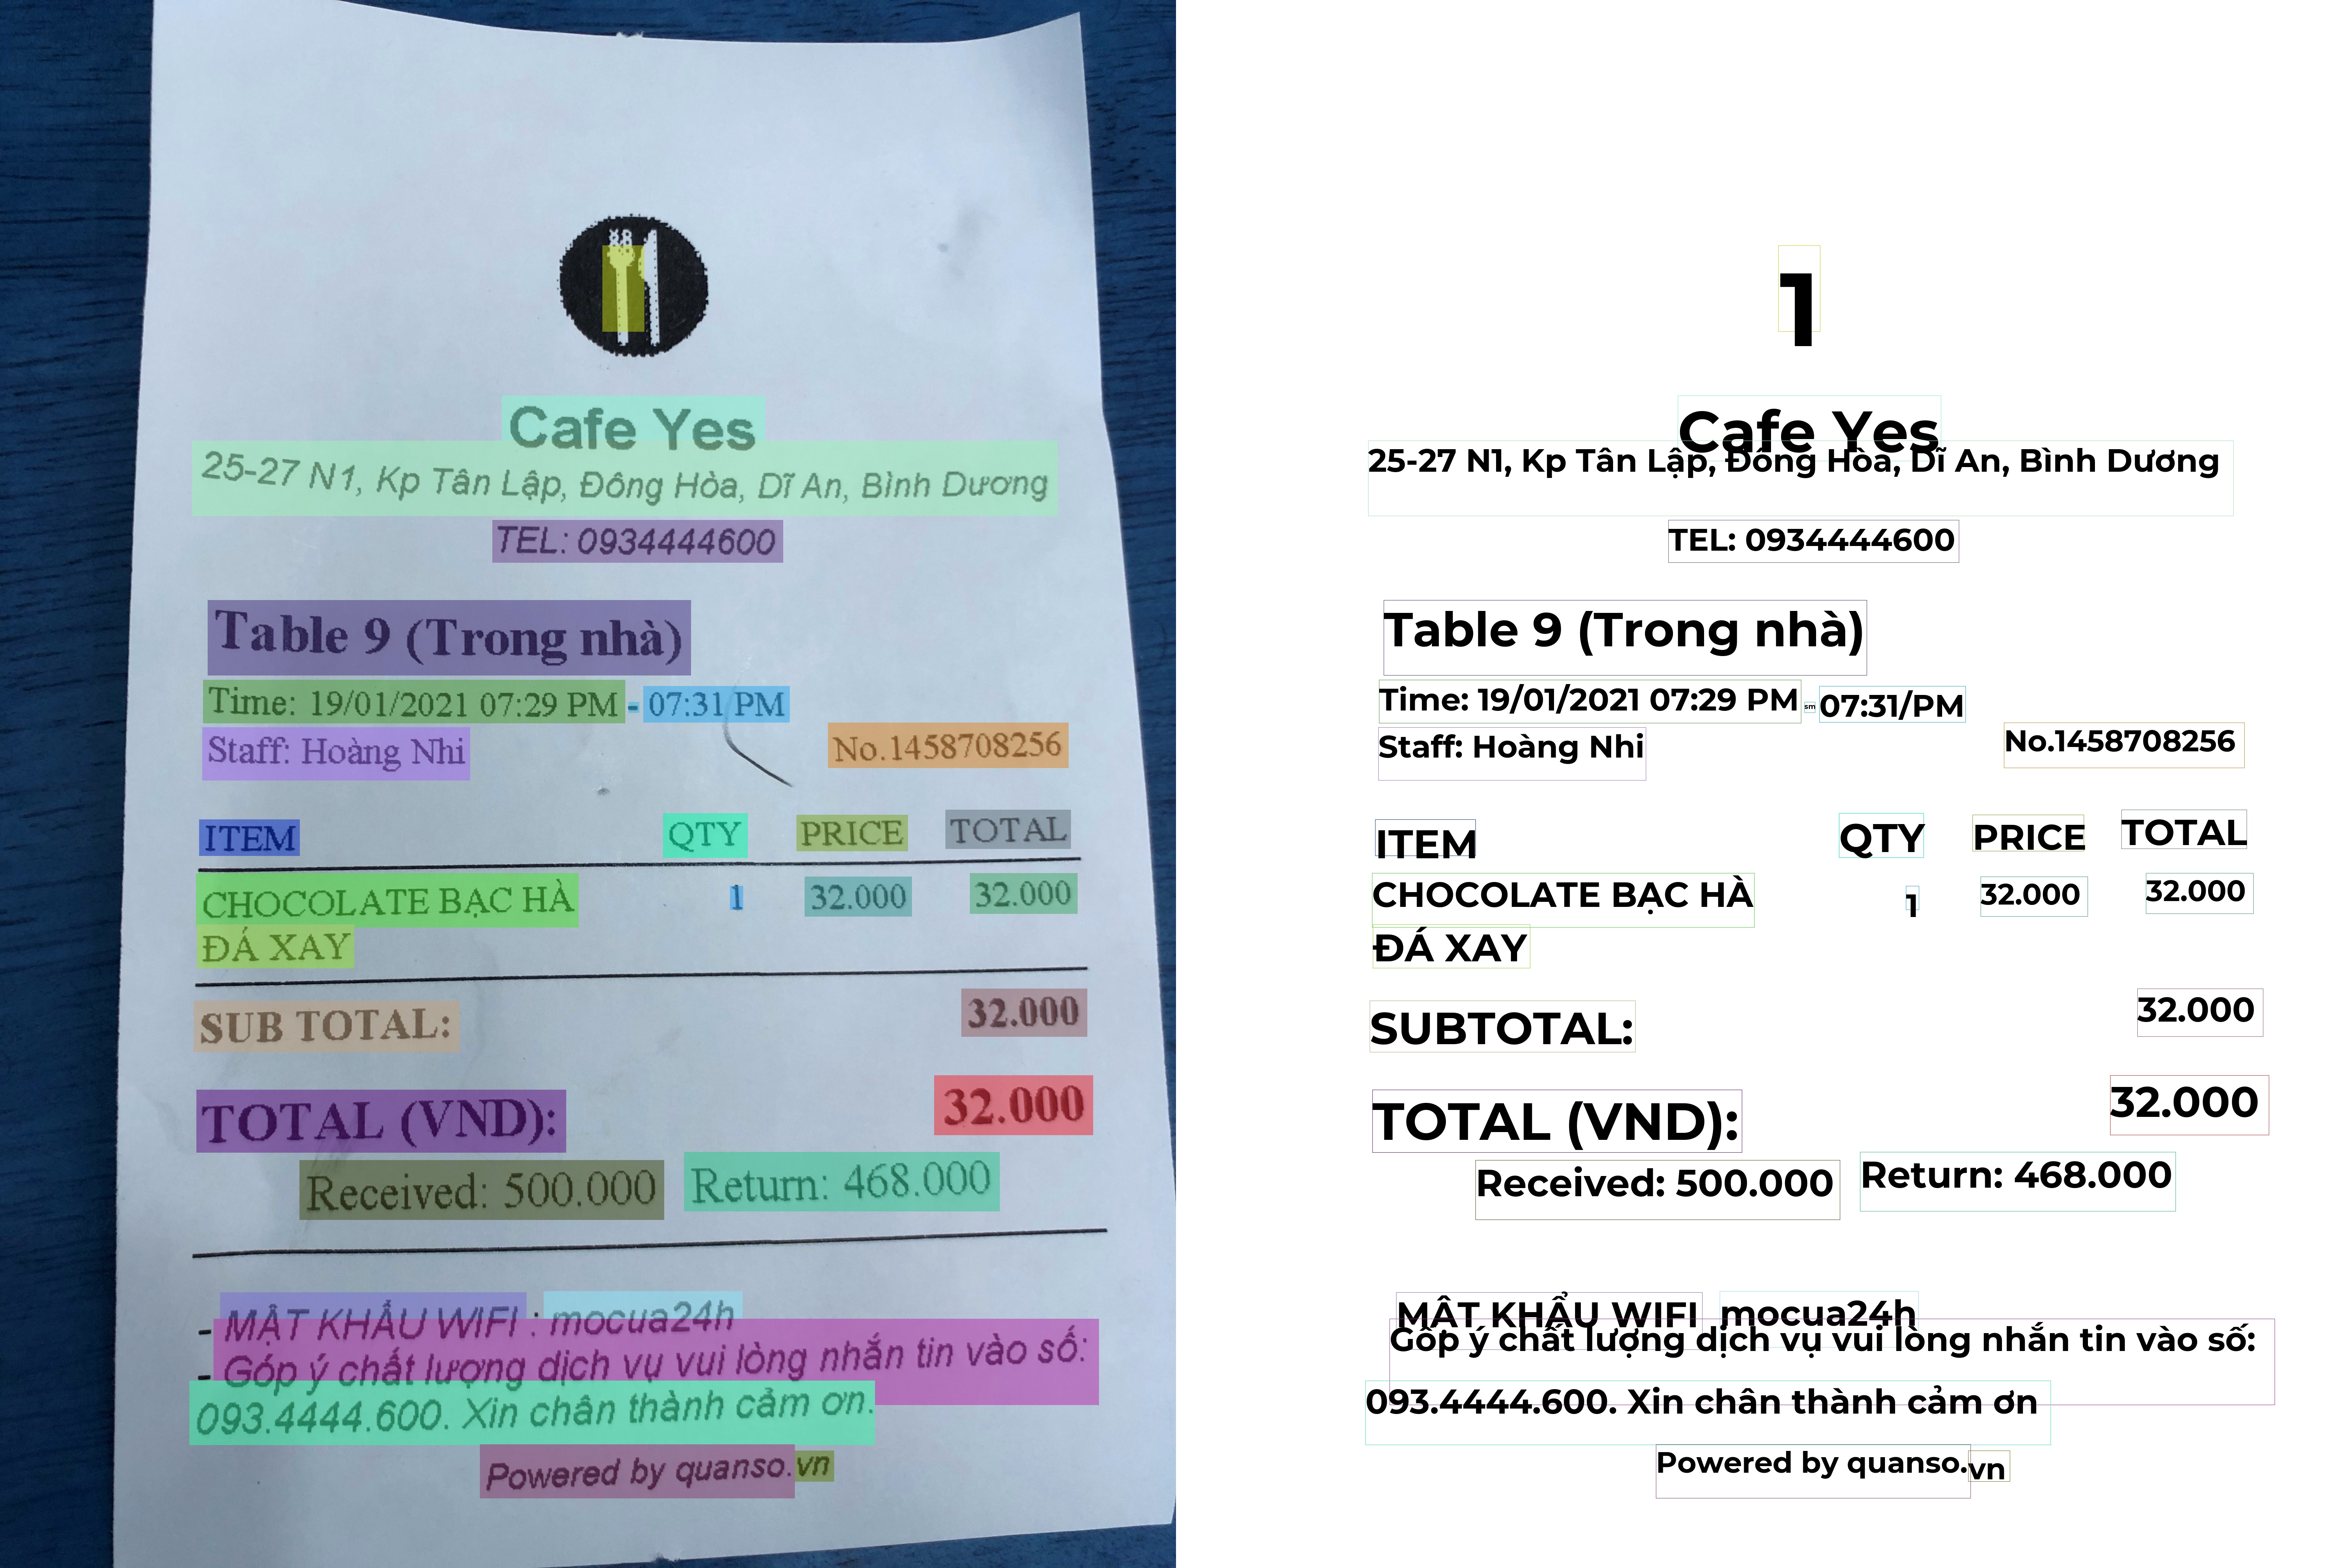 Cafe Yes
25-27 N1, Kp Tân Lập, Đông Hòa, Dĩ An, Bình Dương
TEL: 0934444600
Table 9 (Trong nhà)
Time: 19/01/2021 07:29 PM - 07:31 PM
Staff: Hoàng Nhi No.1458708256
ITEM QTY PRICE TOTAL
CHOCOLATE BẠC HÀ 1 32.000 32.000
ĐÁ XAY
SUB TOTAL: 32.000
TOTAL (VND): 32.000
Received: 500.000 Return: 468.000
- MẬT KHẨU WIFI : mocua24h
- Góp ý chất lượng dịch vụ vui lòng nhắn tin vào số:
093.4444.600. Xin chân thành cảm ơn.
Powered by quanso.vn
1
Cafe Yes
25-27 N1, Kp Tân Lập, Đông Hòa, Dĩ An, Bình Dương
TEL: 0934444600
Table 9 (Trong nhà)
Time: 19/01/2021 07:29 PM sm 07:31/PM
Staff: Hoàng Nhi No.1458708256
ITEM QTY PRICE TOTAL
CHOCOLATE BẠC HÀ 1 32.000 32.000
ĐÁ XAY
SUBTOTAL: 32.000
TOTAL (VND): 32.000
Received: 500.000 Return: 468.000
MÂT KHẨU WIFI mocua24h
Góp ý chất lượng dịch vụ vui lòng nhắn tin vào số:
093.4444.600. Xin chân thành cảm ơn
Powered by quanso.vn